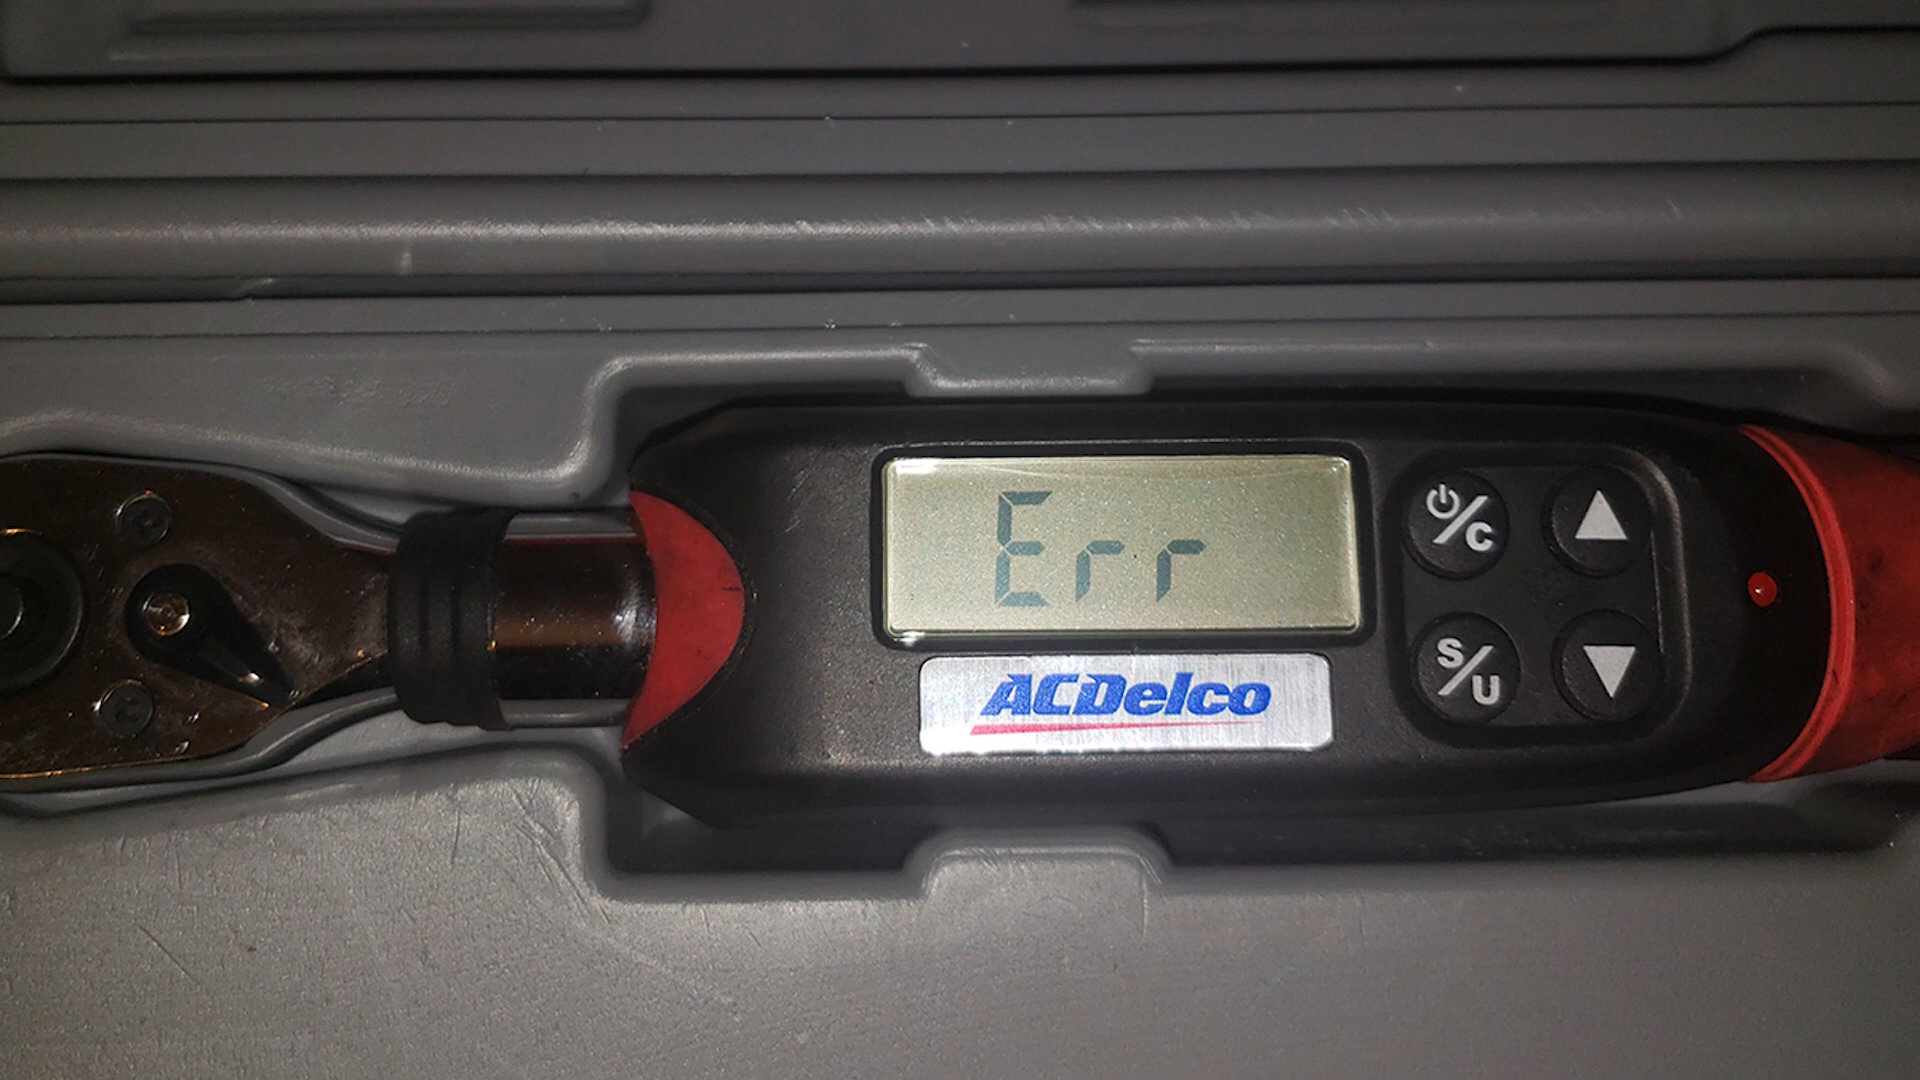 Err
ACDelco
⏻/C
▲
S/U
▼